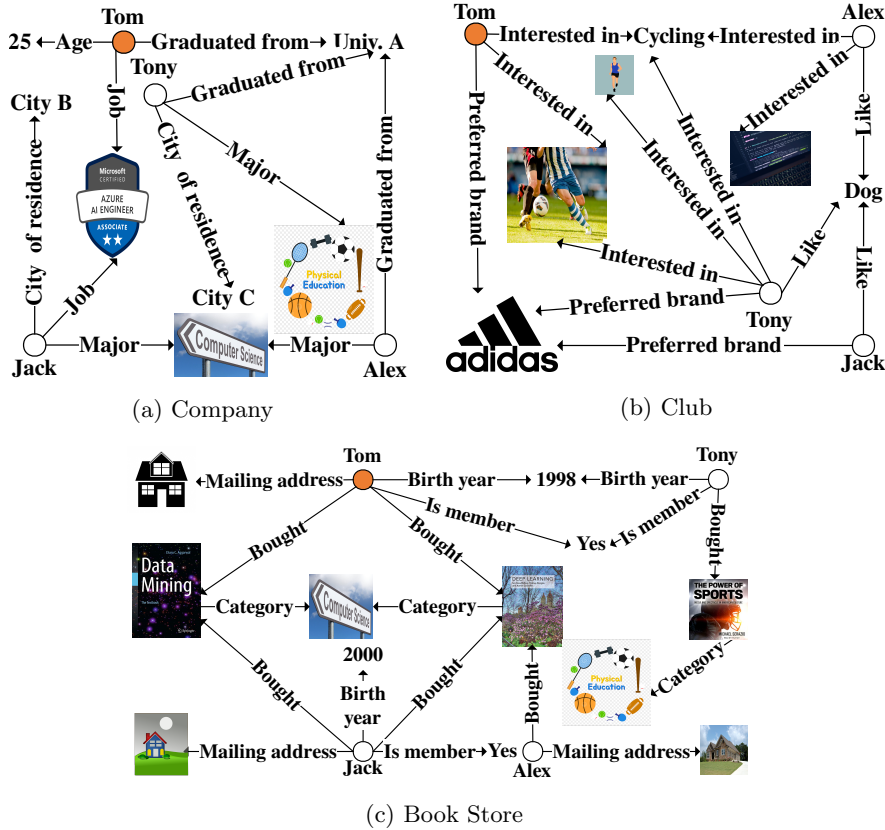 Tom
25 Age Graduated from Univ. A
Tony
Graduated from
City B
Job
Major
City of residence
Graduated from
Microsoft
CERTIFIED
AZURE
AI ENGINEER
ASSOCIATE
City of residence
Physical
Education
Job
City C
Computer Science
Major
Major
Jack
Alex
(a) Company
Tom
Alex
Interested in Cycling Interested in
Interested in
Interested in
Preferred brand
Like
Interested in
Interested in
Dog
Interested in
Like
Like
Preferred brand
Tony
adidas
Preferred brand
Jack
(b) Club
Tom
Tony
Mailing address
Birth year 1998 Birth year
Is member
Is member
Yes
Bought
Bought
Bought
Data
Mining
DEEP LEARNING
THE POWER OF
SPORTS
Category
Computer Science
Category
2000
Physical
Education
Category
Bought
Birth
year
Bought
Bought
Mailing address
Is member Yes
Mailing address
Jack
Alex
(c) Book Store